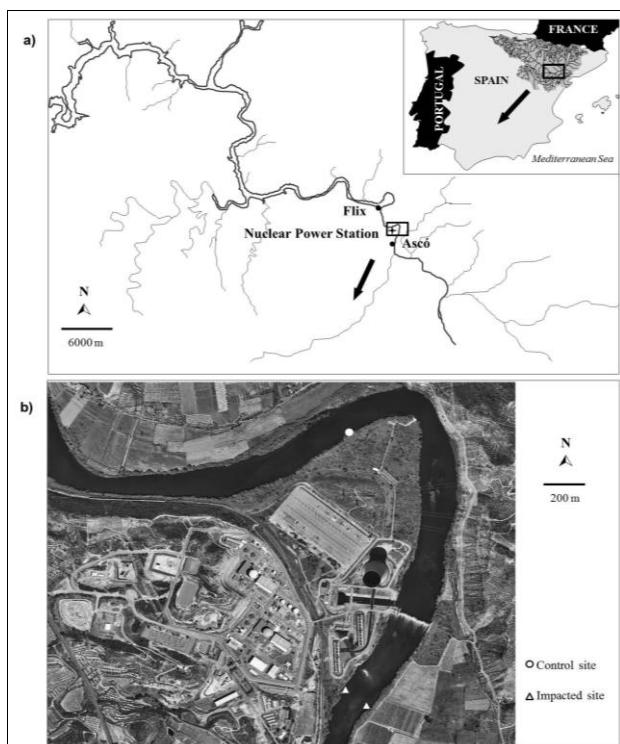 a)
FRANCE
SPAIN
PORTUGAL
Mediterranean Sea
Flix
Nuclear Power Station
Ascó
N
6000 m
b)
N
200 m
Control site
Impacted site